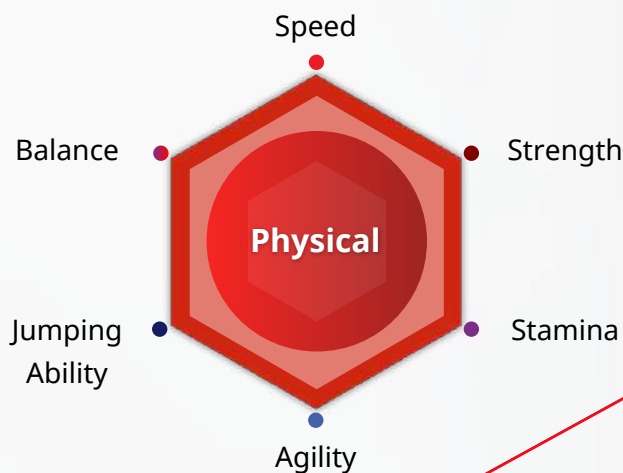 Speed
Balance
Strength
Physical
Jumping
Ability
Stamina
Agility